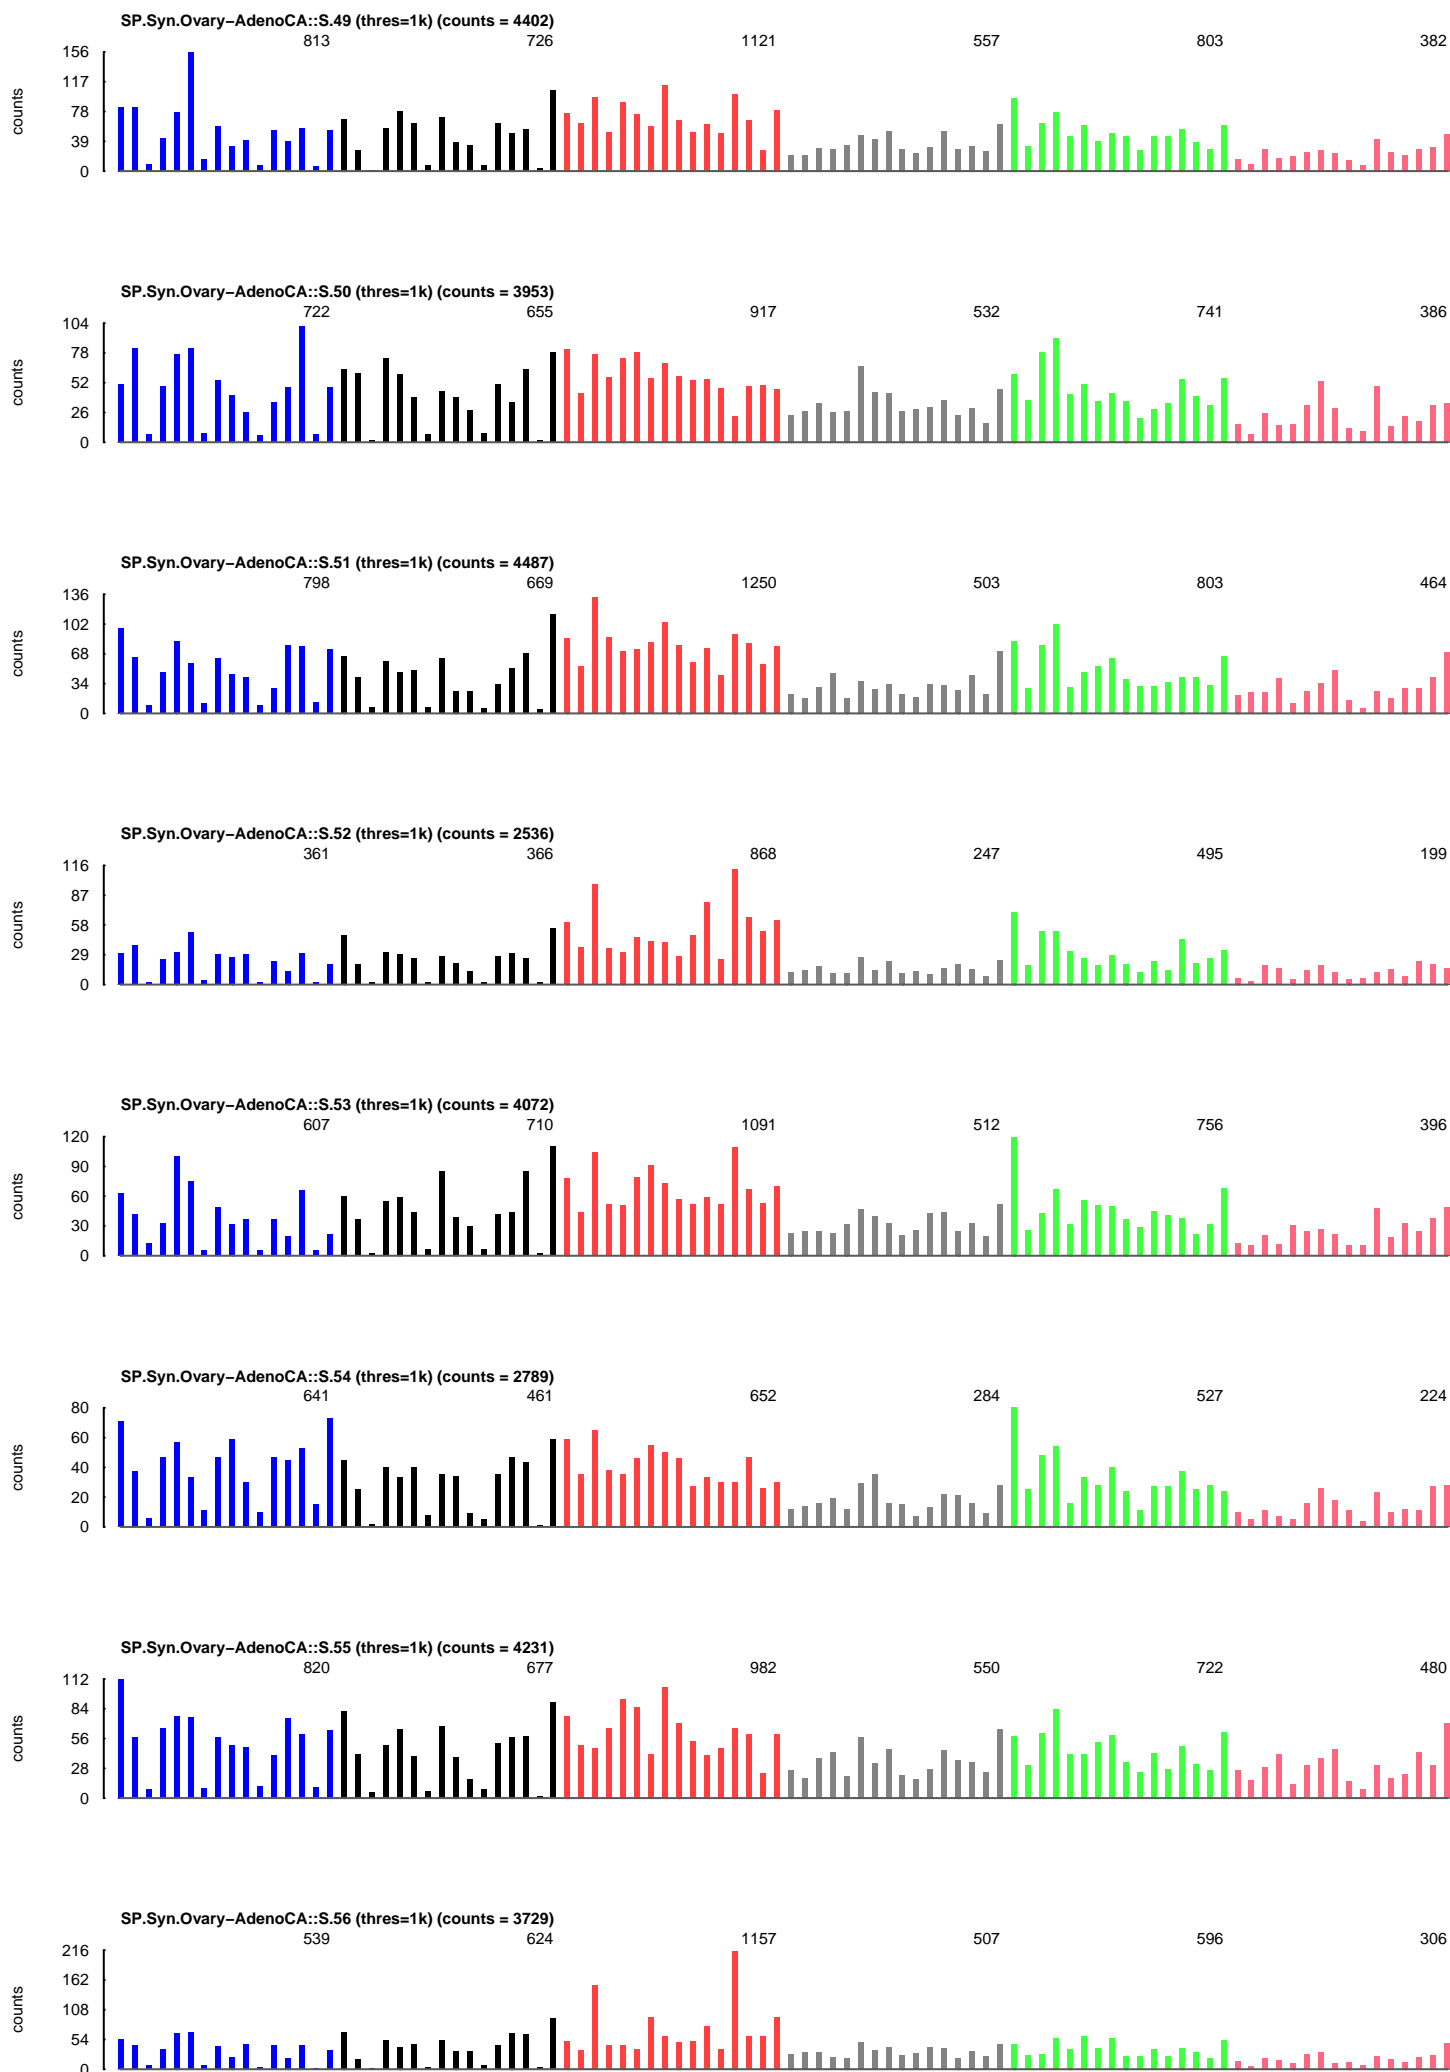 SP.Syn.Ovary−AdenoCA::S.49 (thres=1k) (counts = 4402)
813 726 1121 557 803 382
156
117
78
39
0
counts
SP.Syn.Ovary−AdenoCA::S.50 (thres=1k) (counts = 3953)
722 655 917 532 741 386
104
78
52
26
0
counts
SP.Syn.Ovary−AdenoCA::S.51 (thres=1k) (counts = 4487)
798 669 1250 503 803 464
136
102
68
34
0
counts
SP.Syn.Ovary−AdenoCA::S.52 (thres=1k) (counts = 2536)
361 366 868 247 495 199
116
87
58
29
0
counts
SP.Syn.Ovary−AdenoCA::S.53 (thres=1k) (counts = 4072)
607 710 1091 512 756 396
120
90
60
30
0
counts
SP.Syn.Ovary−AdenoCA::S.54 (thres=1k) (counts = 2789)
641 461 652 284 527 224
80
60
40
20
0
counts
SP.Syn.Ovary−AdenoCA::S.55 (thres=1k) (counts = 4231)
820 677 982 550 722 480
112
84
56
28
0
counts
SP.Syn.Ovary−AdenoCA::S.56 (thres=1k) (counts = 3729)
539 624 1157 507 596 306
216
162
108
54
0
counts